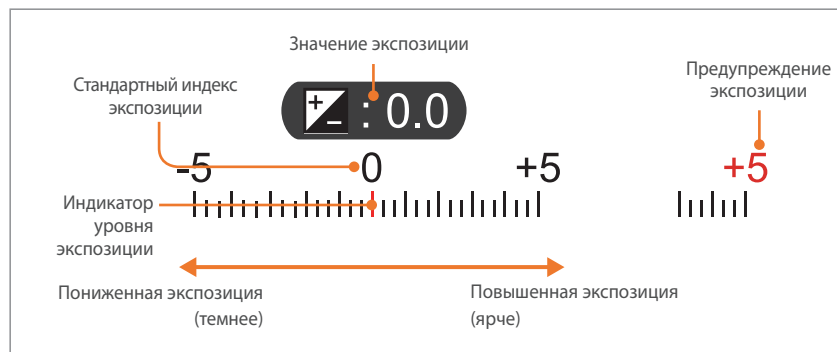 Значение экспозиции
Стандартный индекс
экспозиции
Предупреждение
экспозиции
+ – : 0.0
-5 0 +5 +5
Индикатор
уровня
экспозиции
Пониженная экспозиция
(темнее)
Повышенная экспозиция
(ярче)